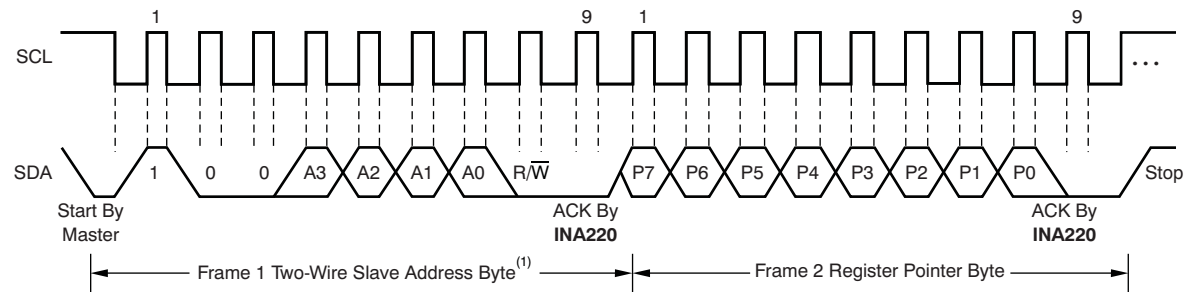 1 9 1 9
SCL
...
SDA
1 0 0 A3 A2 A1 A0 R/W̅ P7 P6 P5 P4 P3 P2 P1 P0 Stop
Start By
Master
ACK By
INA220
ACK By
INA220
Frame 1 Two-Wire Slave Address Byte(1)
Frame 2 Register Pointer Byte